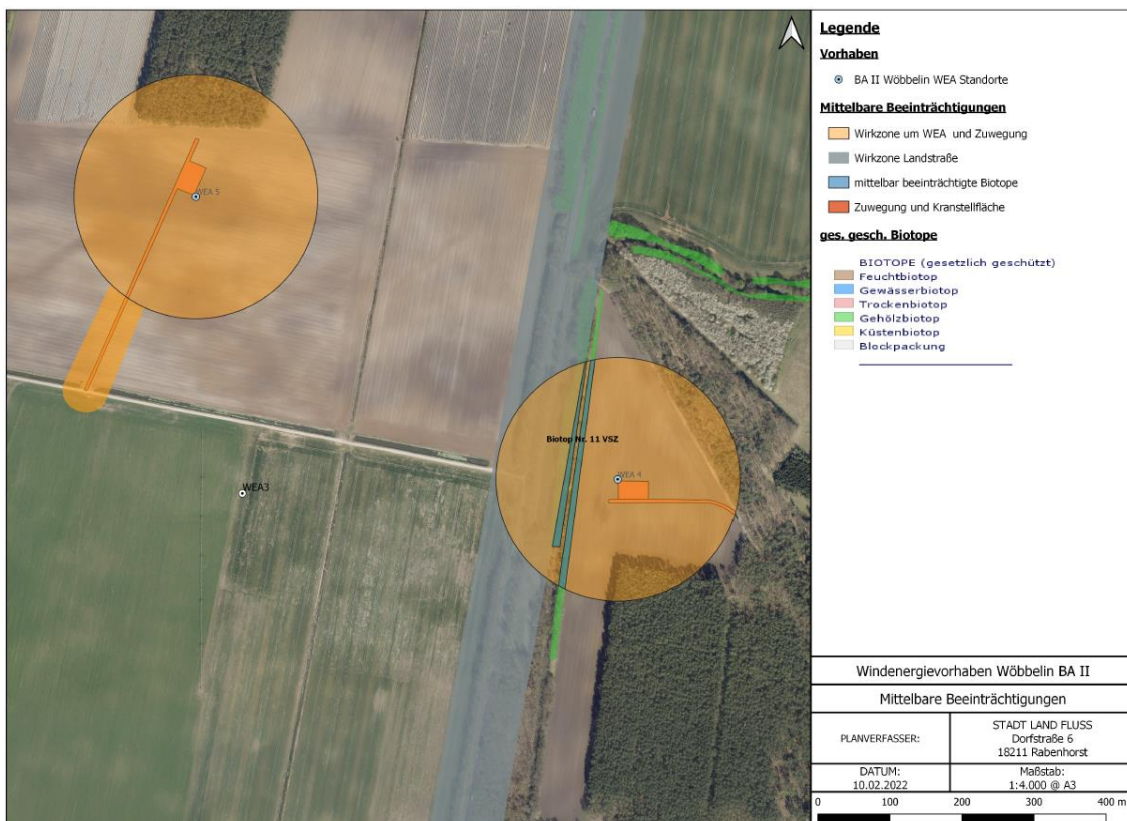 WEA 5
WEA3
Biotop Nr. 11 VSZ
WEA 4
Legende
Vorhaben
BA II Wöbbelin WEA Standorte
Mittelbare Beeinträchtigungen
Wirkzone um WEA und Zuwegung
Wirkzone Landstraße
mittelbar beeinträchtigte Biotope
Zuwegung und Kranstellfläche
ges. gesch. Biotope
BIOTOPE (gesetzlich geschützt)
Feuchtbiotop
Gewässerbiotop
Trockenbiotop
Gehölzbiotop
Küstenbiotop
Blockpackung
Windenergievorhaben Wöbbelin BA II
Mittelbare Beeinträchtigungen
PLANVERFASSER:
STADT LAND FLUSS
Dorfstraße 6
18211 Rabenhorst
DATUM:
10.02.2022
Maßstab:
1:4.000 @ A3
0 100 200 300 400 m